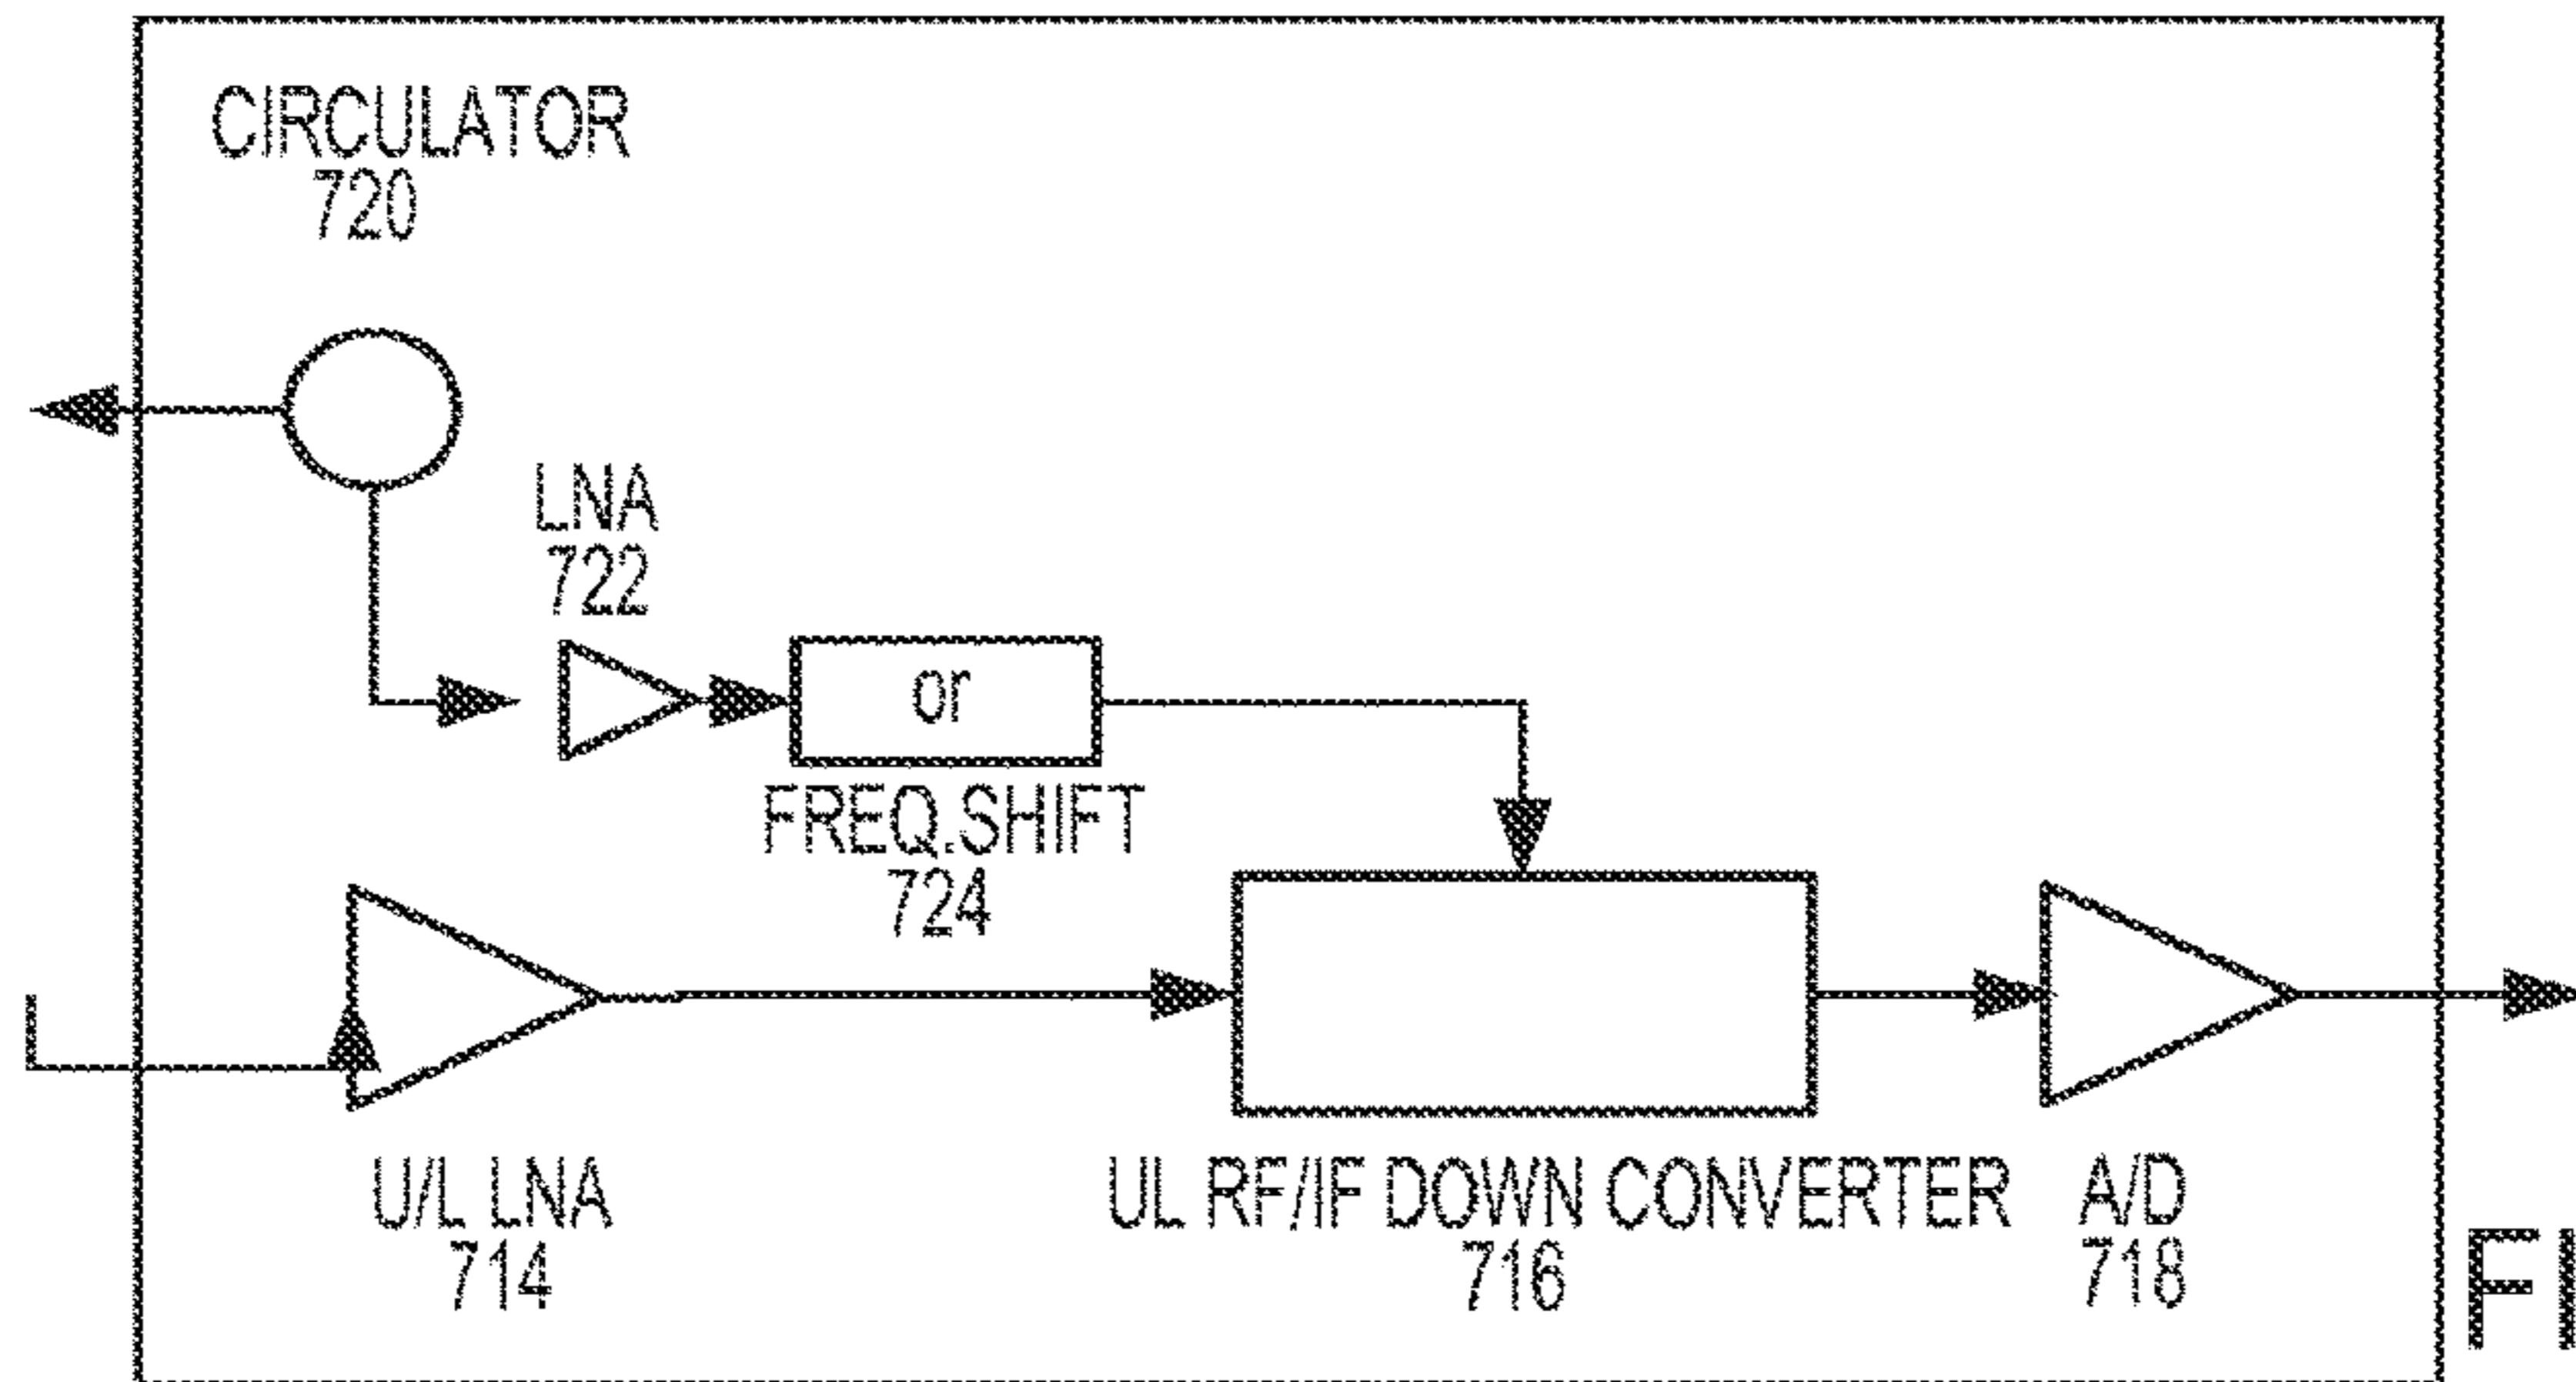 CIRCULATOR
720
LNA
722
or
FREQ.SHIFT
724
U/L LNA
714
UL RF/IF DOWN CONVERTER
716
A/D
718